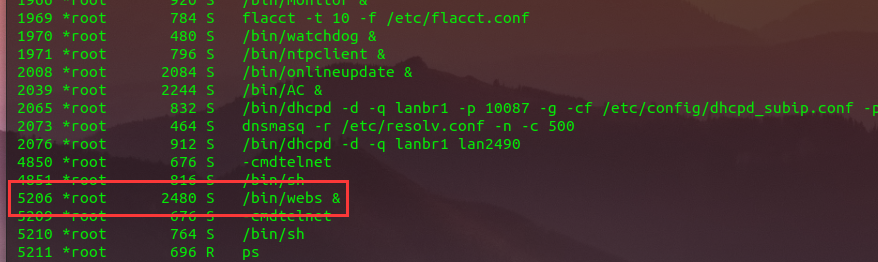 1966 *root 920 S /bin/monitor &
1969 *root 784 S flacct -t 10 -f /etc/flacct.conf
1970 *root 480 S /bin/watchdog &
1971 *root 796 S /bin/ntpclient &
2008 *root 2084 S /bin/onlineupdate &
2039 *root 2244 S /bin/AC &
2065 *root 832 S /bin/dhcpd -d -q lanbr1 -p 10087 -g -cf /etc/config/dhcpd_subip.conf -p
2073 *root 464 S dnsmasq -r /etc/resolv.conf -n -c 500
2076 *root 912 S /bin/dhcpd -d -q lanbr1 lan2490
4850 *root 676 S -cmdtelnet
4851 *root 816 S /bin/sh
5206 *root 2480 S /bin/webs &
5209 *root 676 S -cmdtelnet
5210 *root 764 S /bin/sh
5211 *root 696 R ps